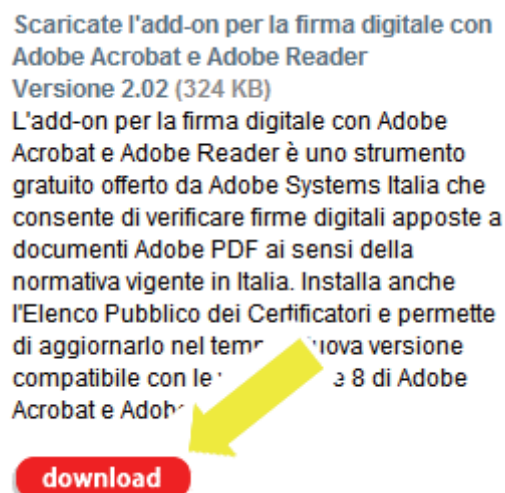 Scaricate l'add-on per la firma digitale con
Adobe Acrobat e Adobe Reader
Versione 2.02 (324 KB)
L'add-on per la firma digitale con Adobe
Acrobat e Adobe Reader è uno strumento
gratuito offerto da Adobe Systems Italia che
consente di verificare firme digitali apposte a
documenti Adobe PDF ai sensi della
normativa vigente in Italia. Installa anche
l'Elenco Pubblico dei Certificatori e permette
di aggiornarlo nel versione
compatibile con 8 di Adobe
Acrobat e
download